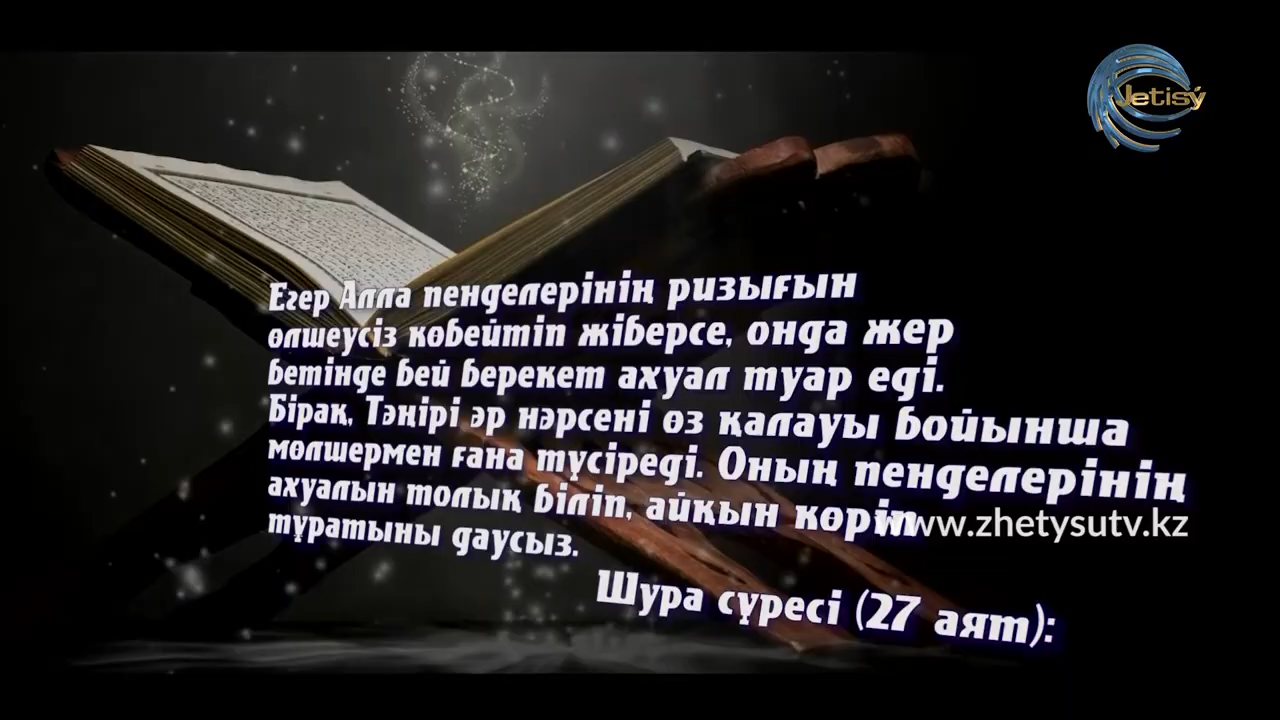 Jetisý
Егер Алла пенделерінің ризығын
өлшеусіз көбейтіп жіберсе, онда жер
бетінде бей берекет ахуал туар еді.
Бірақ, Тәңірі әр нәрсені өз қалауы бойынша
мөлшермен ғана түсіреді. Оның пенделерінің
ахуалын толық біліп, айқын көріп
тұратыны даусыз.
www.zhetysutv.kz
Шура сүресі (27 аят):